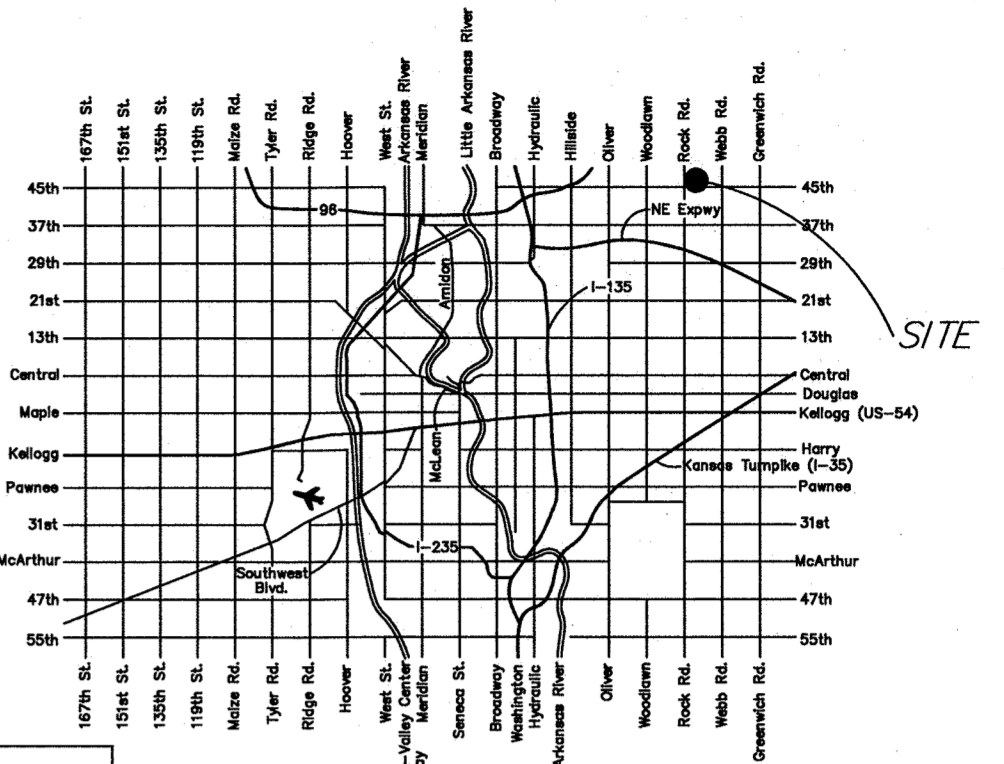 167th St.
151st St.
135th St.
119th St.
Maize Rd.
Tyler Rd.
Ridge Rd.
Hoover
West St.
Arkansas River
Meridian
Little Arkansas River
Broadway
Hydraulic
Hillside
Oliver
Woodlawn
Rock Rd.
Webb Rd.
Greenwich Rd.
45th
45th
96
NE Expwy
37th
37th
29th
29th
Amidon
I-135
21st
21st
13th
13th
SITE
Central
Central
Douglas
Maple
Kellogg (US-54)
McLean
Kellogg
Harry
Kansas Turnpike (I-35)
Pawnee
Pawnee
31st
31st
I-235
McArthur
McArthur
Southwest
Blvd.
47th
47th
55th
55th
167th St.
151st St.
135th St.
119th St.
Maize Rd.
Tyler Rd.
Ridge Rd.
Hoover
West St.
-Valley Center
Meridian
Seneca St.
Broadway
Washington
Hydraulic
Arkansas River
Oliver
Woodlawn
Rock Rd.
Webb Rd.
Greenwich Rd.